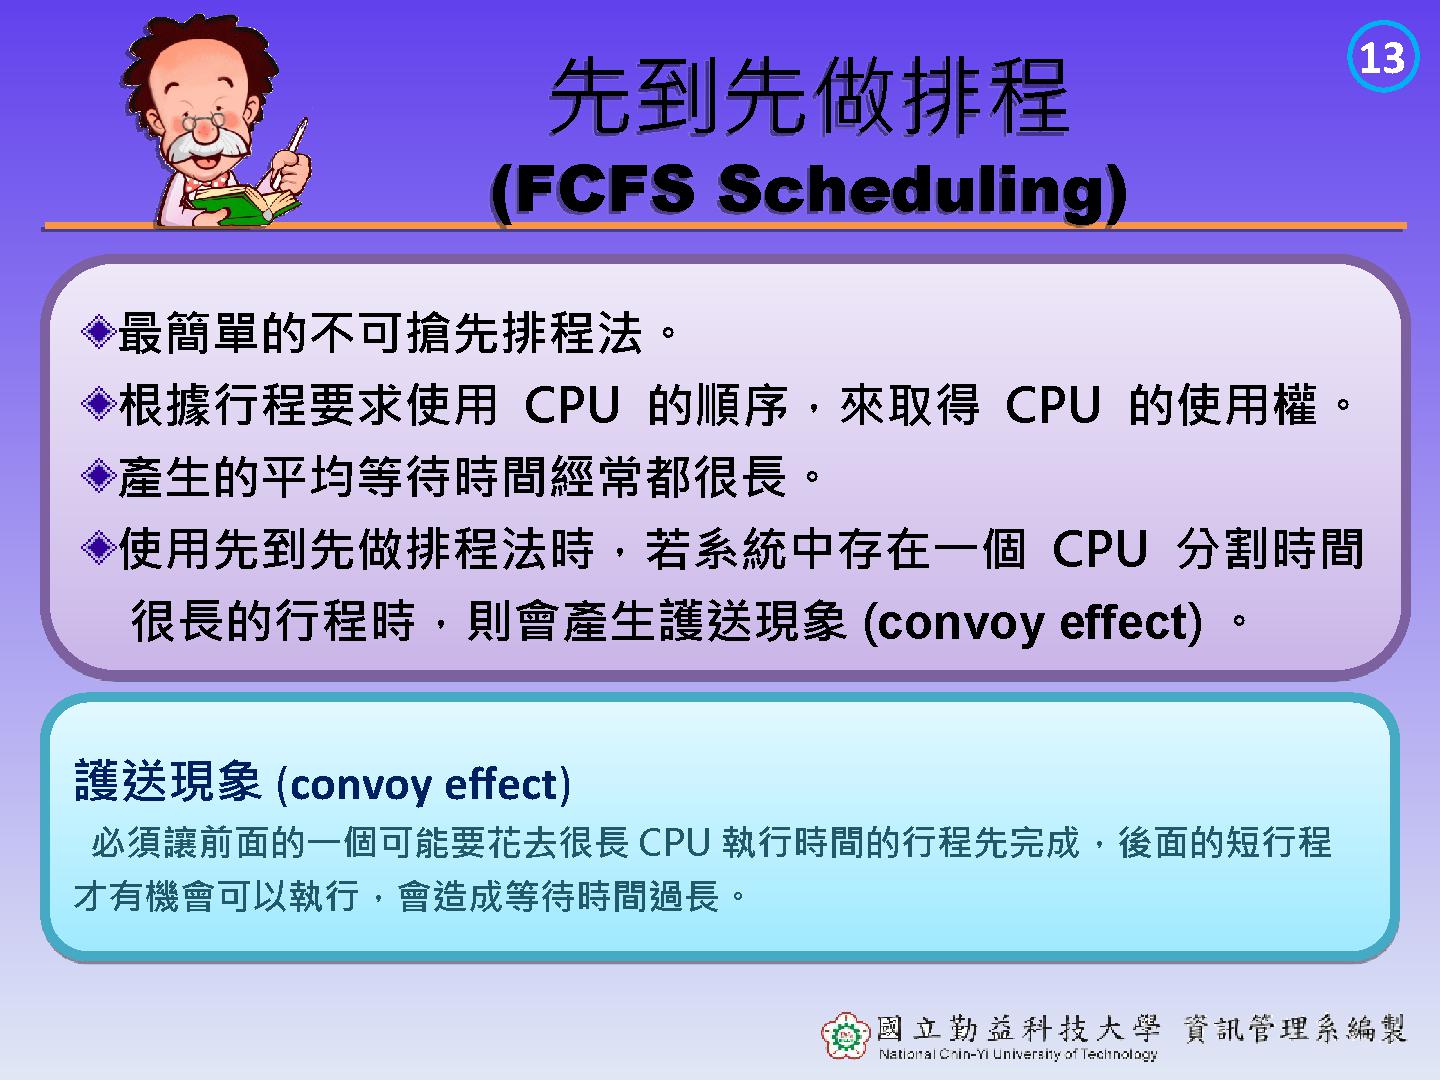 13
先到先做排程
(FCFS Scheduling)
最簡單的不可搶先排程法。
根據行程要求使用 CPU 的順序，來取得 CPU 的使用權。
產生的平均等待時間經常都很長。
使用先到先做排程法時，若系統中存在一個 CPU 分割時間
很長的行程時，則會產生護送現象 (convoy effect) 。
護送現象 (convoy effect)
必須讓前面的一個可能要花去很長 CPU 執行時間的行程先完成，後面的短行程
才有機會可以執行，會造成等待時間過長。
國立勤益科技大學 資訊管理系編製
National Chin-Yi University of Technology